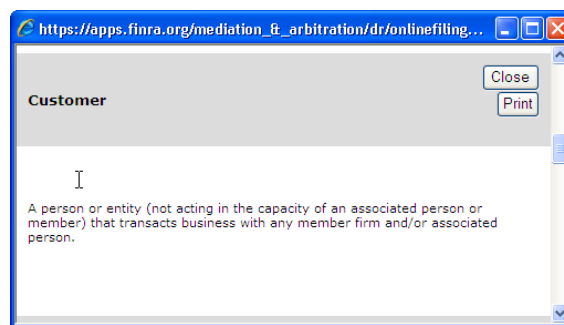 https://apps.finra.org/mediation_&_arbitration/dr/onlinefiling...
Close
Customer
Print
A person or entity (not acting in the capacity of an associated person or
member) that transacts business with any member firm and/or associated
person.